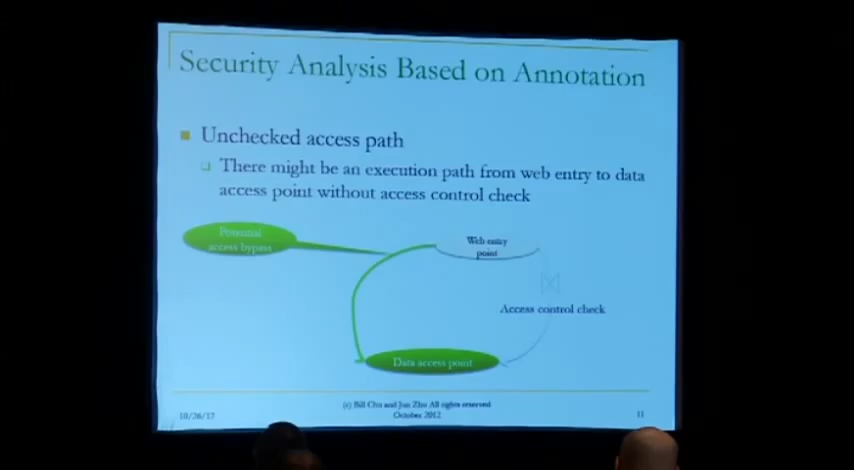 Security Analysis Based on Annotation
Unchecked access path
There might be an execution path from web entry to data
access point without access control check
Potential
access bypass
Web entry
point
Access control check
Data access point
10/26/12
(c) Bill Chu and Jun Zhu All rights reserved
October 2012
11